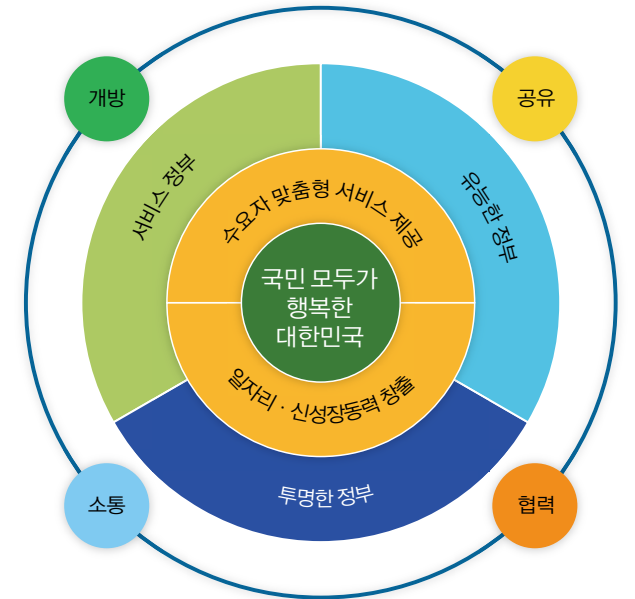 개방
공유
서비스 정부
유능한 정부
수요자 맞춤형 서비스 제공
국민 모두가
행복한
대한민국
일자리 · 신성장동력 창출
투명한 정부
소통
협력